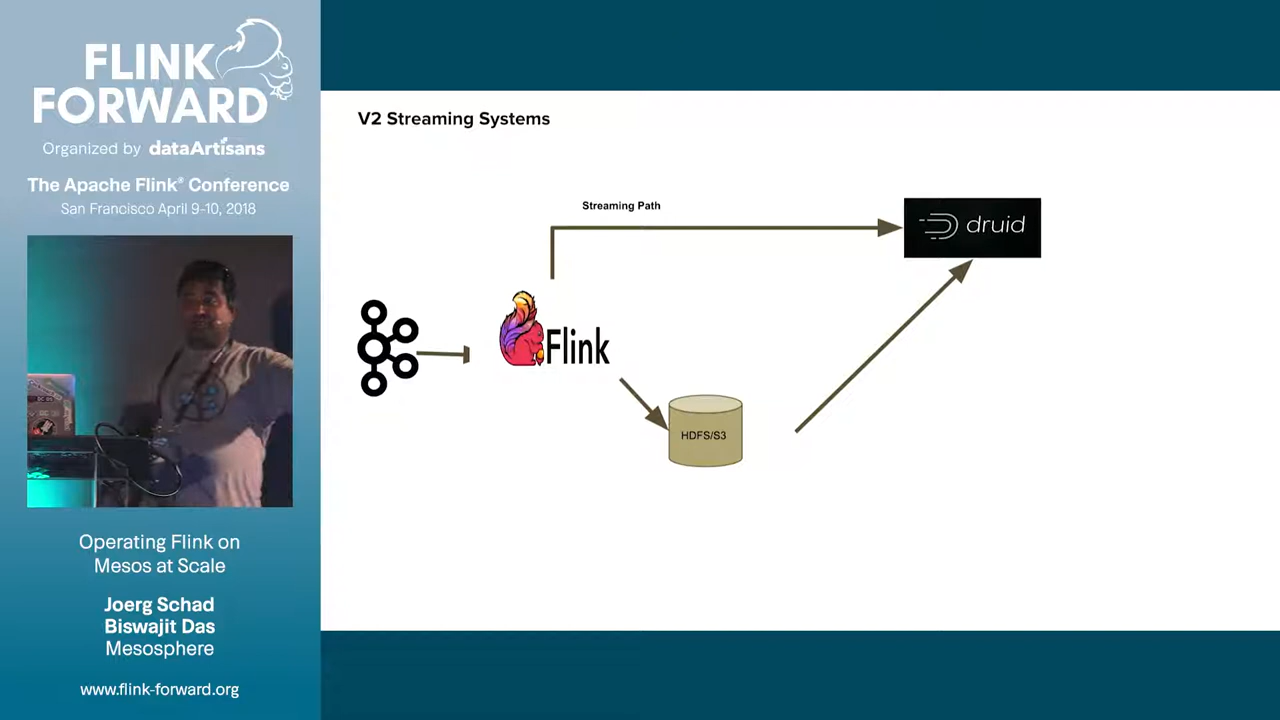 FLINK
FORWARD
Organized by dataArtisans
The Apache Flink® Conference
San Francisco April 9-10, 2018
Operating Flink on
Mesos at Scale
Joerg Schad
Biswajit Das
Mesosphere
www.flink-forward.org
V2 Streaming Systems
Streaming Path
druid
Flink
HDFS/S3